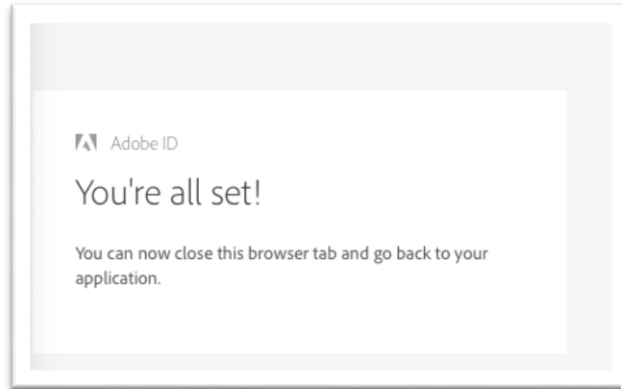 Adobe ID
You're all set!
You can now close this browser tab and go back to your
application.